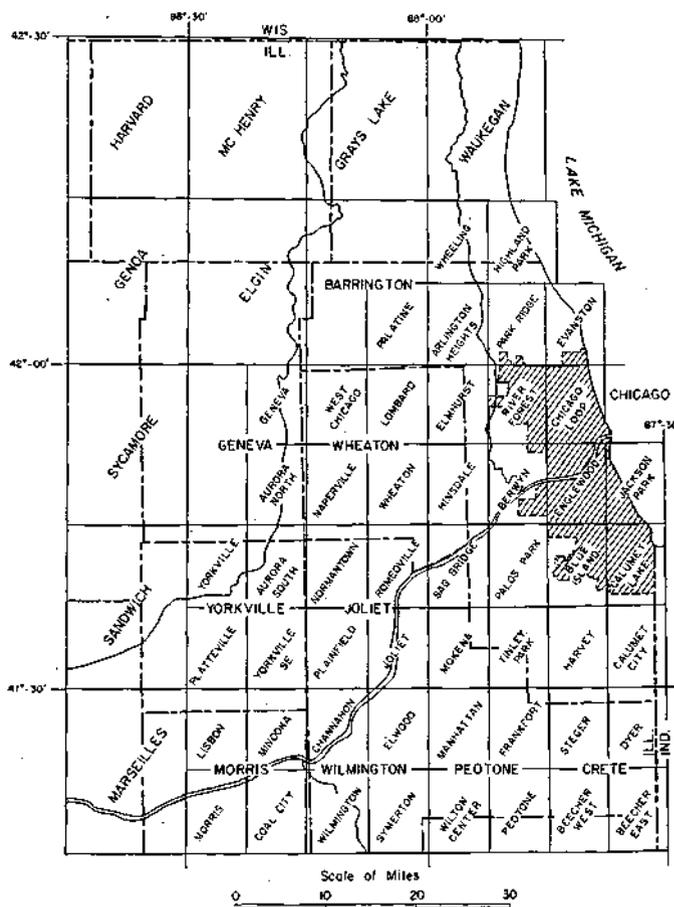 88°-30'
88°-00'
WIS
42°-30'
ILL
HARVARD
MC HENRY
GRAYS LAKE
WAUKEGAN
LAKE MICHIGAN
GENOA
ELGIN
WHEELING
HIGHLAND
PARK
BARRINGTON
PALATINE
ARLINGTON
HEIGHTS
PARK RIDGE
EVANSTON
42°-00'
GENEVA
WEST
CHICAGO
LOMBARD
ELMHURST
RIVER
FOREST
CHICAGO
LOOP
CHICAGO
87°-30'
SYCAMORE
GENEVA
WHEATON
AURORA
NORTH
NAPERVILLE
WHEATON
HINSDALE
BERWYN
ENGLEWOOD
JACKSON
PARK
YORKVILLE
AURORA
SOUTH
NORMANTOWN
ROMEOVILLE
SAG BRIDGE
PALOS PARK
BLUE
ISLAND
CALUMET
LAKE
SANDWICH
YORKVILLE
JOLIET
PLATTEVILLE
YORKVILLE
SE
PLAINFIELD
JOLIET
MOKENA
TINLEY
PARK
HARVEY
CALUMET
CITY
41°-30'
MARSEILLES
LISBON
MINOOKA
CHANNAHON
ELWOOD
MANHATTAN
FRANKFORT
STEGER
DYER
ILL
IND.
MORRIS
WILMINGTON
PEOTONE
CRETE
MORRIS
COAL CITY
WILMINGTON
SYMERTON
WILTON
CENTER
PEOTONE
BEECHER
WEST
BEECHER
EAST
Scale of Miles
0 10 20 30